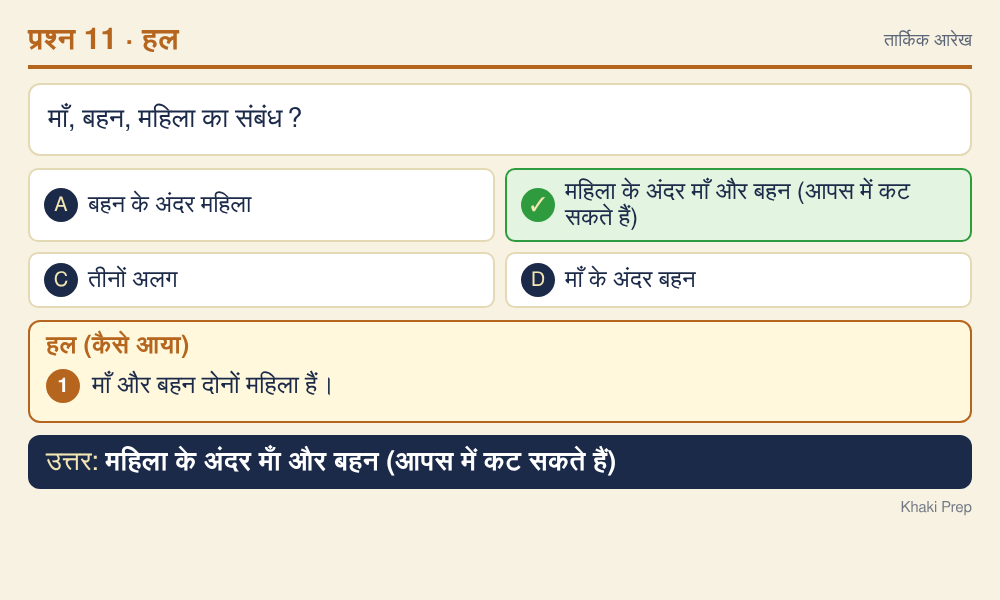 प्रश्न 11 · हल
तार्किक आरेख
माँ, बहन, महिला का संबंध ?
A बहन के अंदर महिला
✓ महिला के अंदर माँ और बहन (आपस में कट
सकते हैं)
C तीनों अलग
D माँ के अंदर बहन
हल (कैसे आया)
1 माँ और बहन दोनों महिला हैं।
उत्तर: महिला के अंदर माँ और बहन (आपस में कट सकते हैं)
Khaki Prep